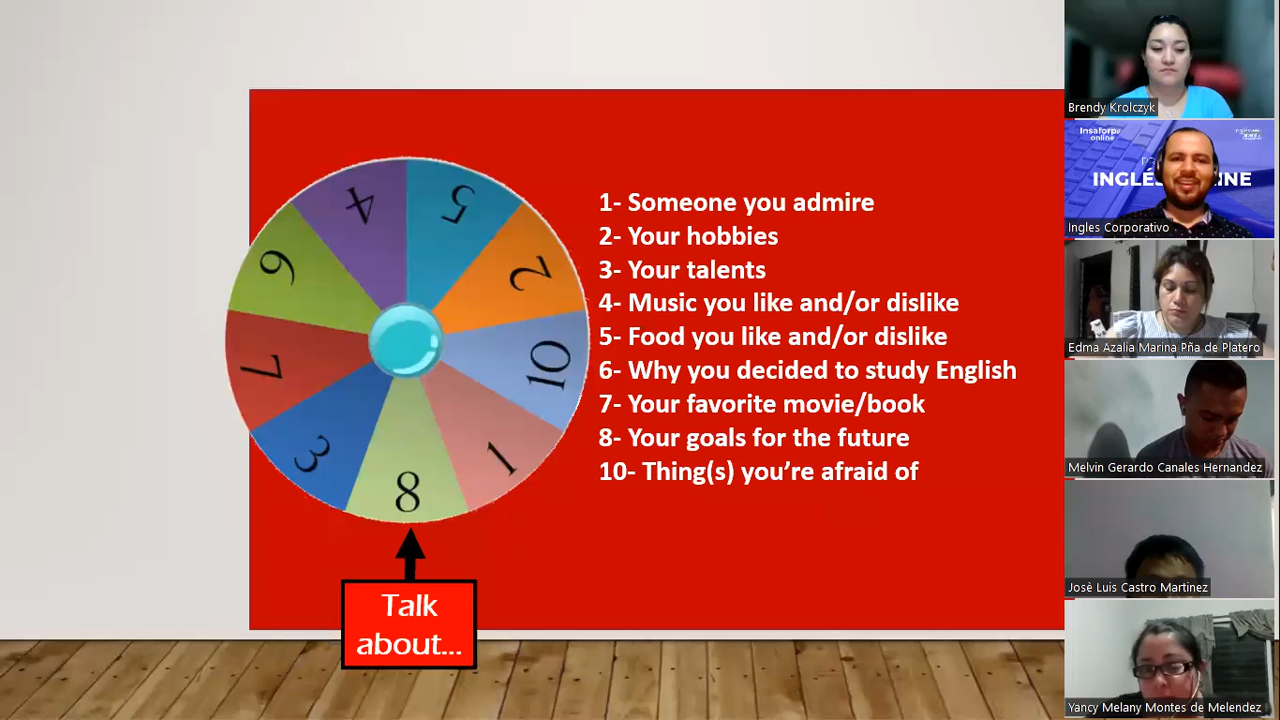 4
5
6
2
7
10
3
1
8
1- Someone you admire
2- Your hobbies
3- Your talents
4- Music you like and/or dislike
5- Food you like and/or dislike
6- Why you decided to study English
7- Your favorite movie/book
8- Your goals for the future
10- Thing(s) you’re afraid of
Talk
about...
Brendy Krolczyk
Insaforp
online
INGLÉS
INE
Ingles Corporativo
Edma Azalia Marina Pña de Platero
Melvin Gerardo Canales Hernandez
Josè Luis Castro Martinez
Yancy Melany Montes de Melendez